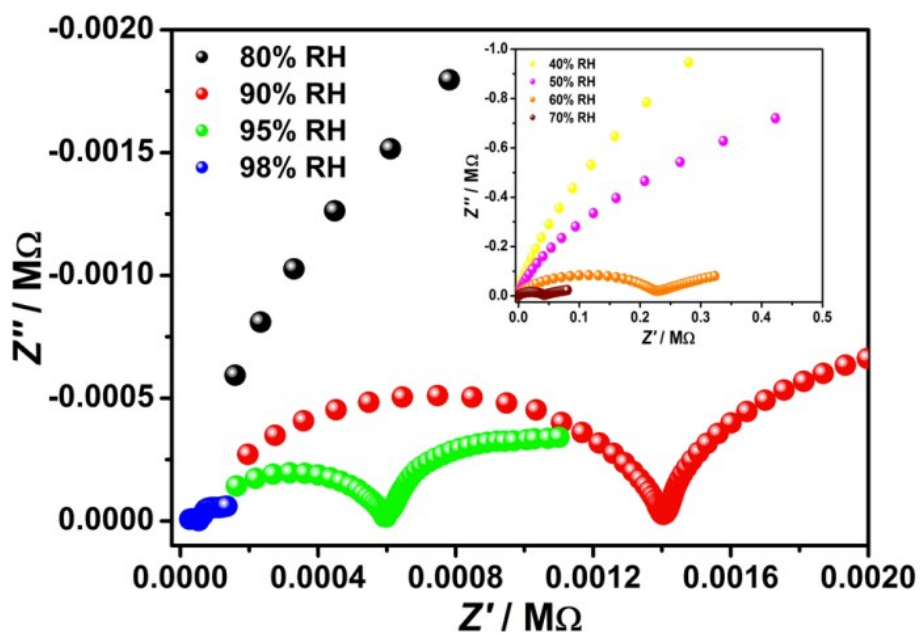 -0.0020
-0.0015
-0.0010
-0.0005
0.0000
Z" / MΩ
80% RH
90% RH
95% RH
98% RH
-1.0
-0.8
-0.6
-0.4
-0.2
0.0
Z" / MΩ
40% RH
50% RH
60% RH
70% RH
0.0 0.1 0.2 0.3 0.4 0.5
Z' / MΩ
0.0000 0.0004 0.0008 0.0012 0.0016 0.0020
Z' / MΩ